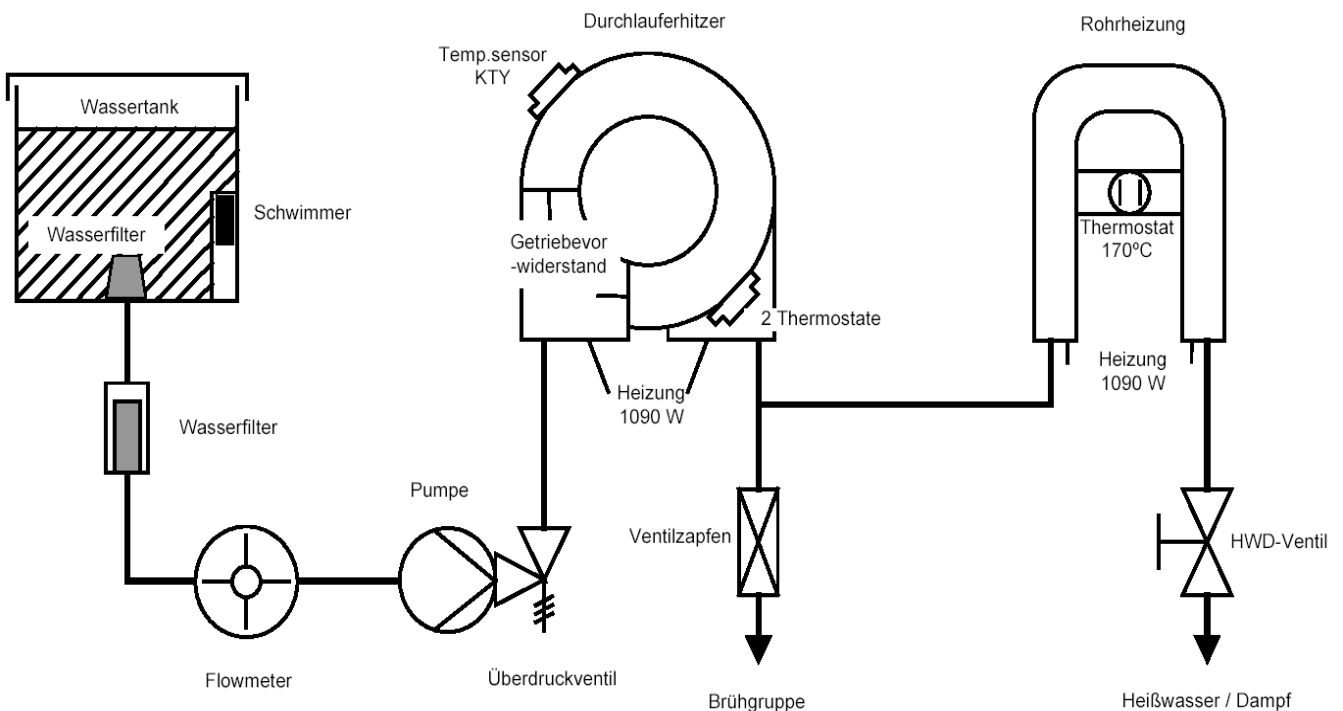 Durchlauferhitzer
Rohrheizung
Temp.sensor
KTY
Wassertank
Schwimmer
Wasserfilter
Getriebevor
-widerstand
Thermostat
170ºC
2 Thermostate
Heizung
1090 W
Heizung
1090 W
Wasserfilter
Pumpe
Ventilzapfen
HWD-Ventil
Flowmeter
Überdruckventil
Brühgruppe
Heißwasser / Dampf